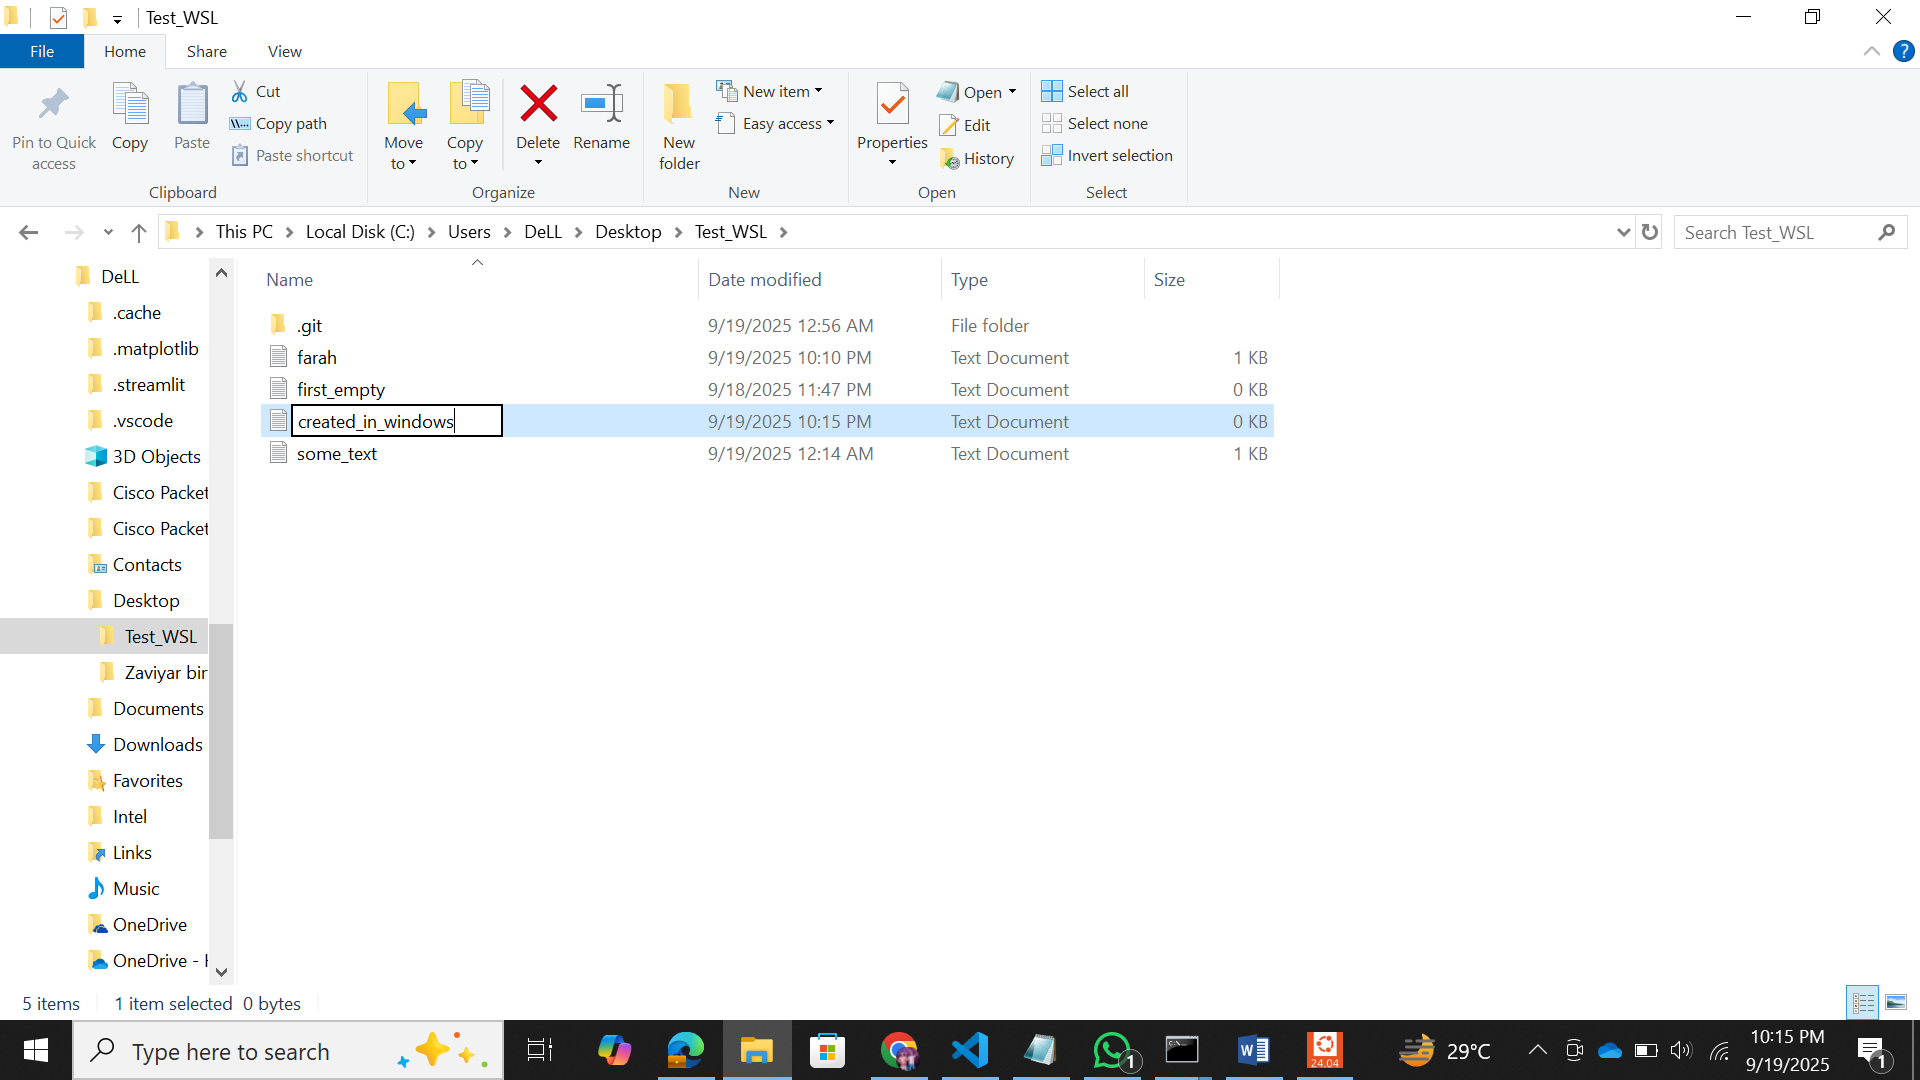 Test_WSL
File Home Share View
Pin to Quick access
Copy
Paste
Cut
Copy path
Paste shortcut
Clipboard
Move to
Copy to
Delete
Rename
Organize
New folder
New item
Easy access
New
Properties
Open
Edit
History
Open
Select all
Select none
Invert selection
Select
This PC > Local Disk (C:) > Users > DeLL > Desktop > Test_WSL >
Search Test_WSL
DeLL
.cache
.matplotlib
.streamlit
.vscode
3D Objects
Cisco Packet
Cisco Packet
Contacts
Desktop
Test_WSL
Zaviyar bin
Documents
Downloads
Favorites
Intel
Links
Music
OneDrive
OneDrive -
Name Date modified Type Size
.git 9/19/2025 12:56 AM File folder
farah 9/19/2025 10:10 PM Text Document 1 KB
first_empty 9/18/2025 11:47 PM Text Document 0 KB
created_in_windows 9/19/2025 10:15 PM Text Document 0 KB
some_text 9/19/2025 12:14 AM Text Document 1 KB
5 items 1 item selected 0 bytes
Type here to search
1
24.04
29°C
10:15 PM
9/19/2025
1